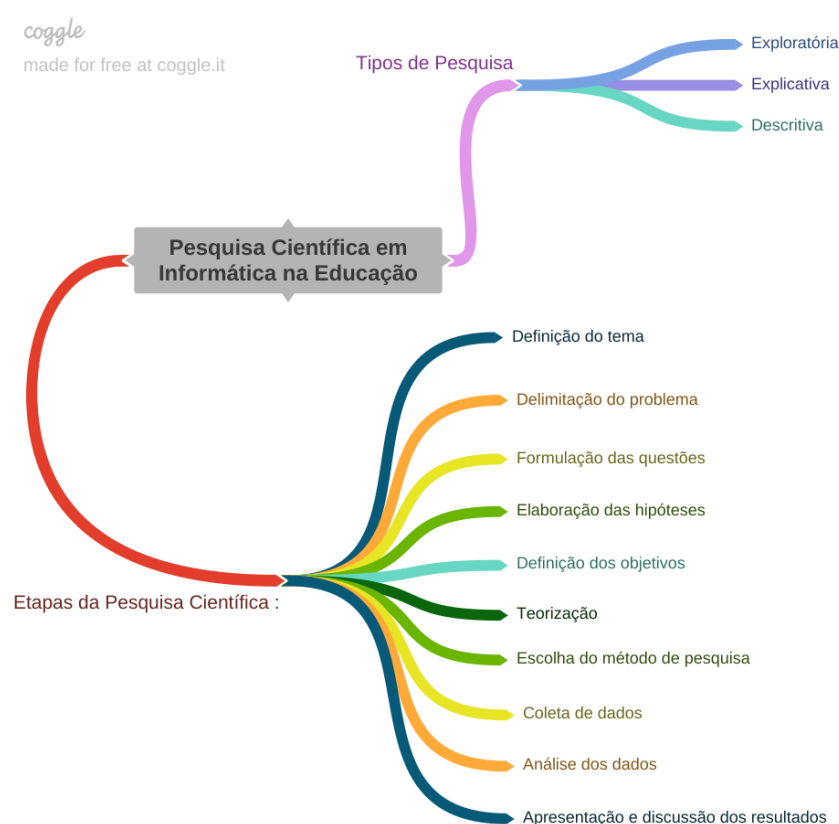 coggle
made for free at coggle.it
Tipos de Pesquisa
Exploratória
Explicativa
Descritiva
Pesquisa Científica em
Informática na Educação
Definição do tema
Delimitação do problema
Formulação das questões
Elaboração das hipóteses
Definição dos objetivos
Teorização
Escolha do método de pesquisa
Coleta de dados
Análise dos dados
Apresentação e discussão dos resultados
Etapas da Pesquisa Científica :